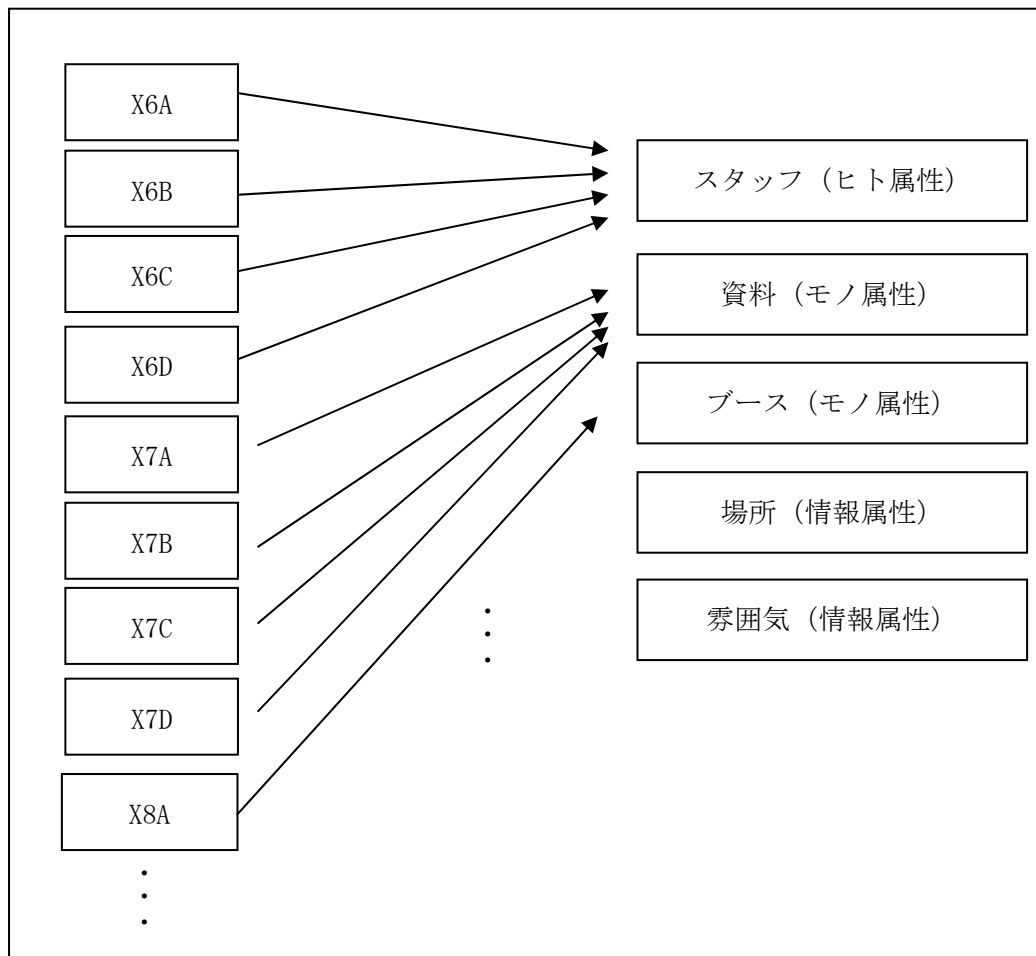 X6A
X6B
X6C
X6D
X7A
X7B
X7C
X7D
X8A
スタッフ（ヒト属性）
資料（モノ属性）
ブース（モノ属性）
場所（情報属性）
雰囲気（情報属性）